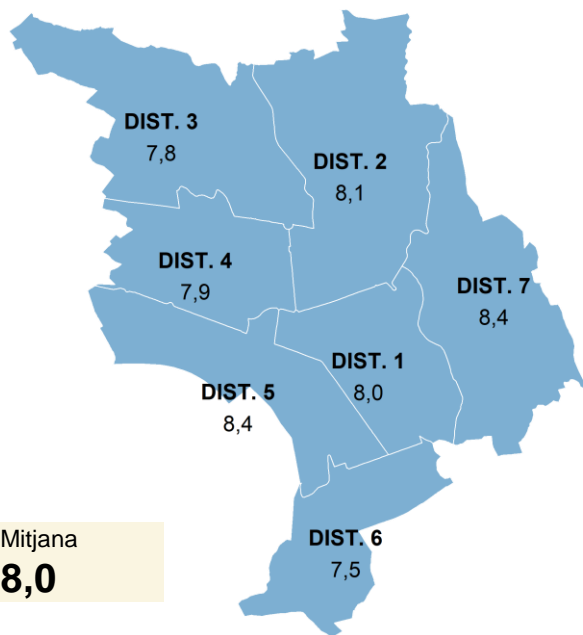 DIST. 3
7,8
DIST. 2
8,1
DIST. 4
7,9
DIST. 7
8,4
DIST. 1
8,0
DIST. 5
8,4
DIST. 6
7,5
Mitjana
8,0